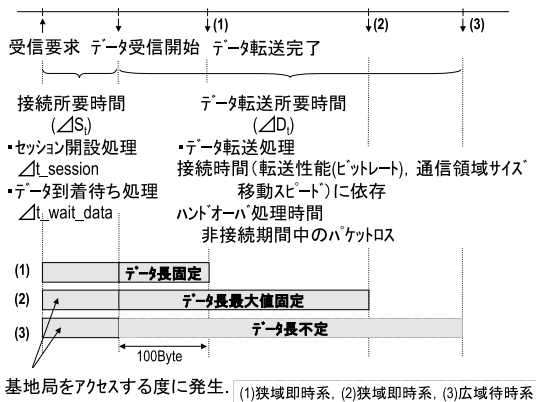 (1) (2) (3)
受信要求 データ受信開始 データ転送完了
接続所要時間
(⊿St)
・セッション開設処理
⊿t_session
・データ到着待ち処理
⊿t_wait_data
データ転送所要時間
(⊿Dt)
・データ転送処理
接続時間(転送性能(ビットレート), 通信領域サイズ
移動スピード)に依存
ハンドオーバ処理時間
非接続期間中のパケットロス
(1) データ長固定
(2) データ長最大値固定
(3) データ長不定
100Byte
基地局をアクセスする度に発生.
(1)狭域即時系, (2)狭域即時系, (3)広域待時系